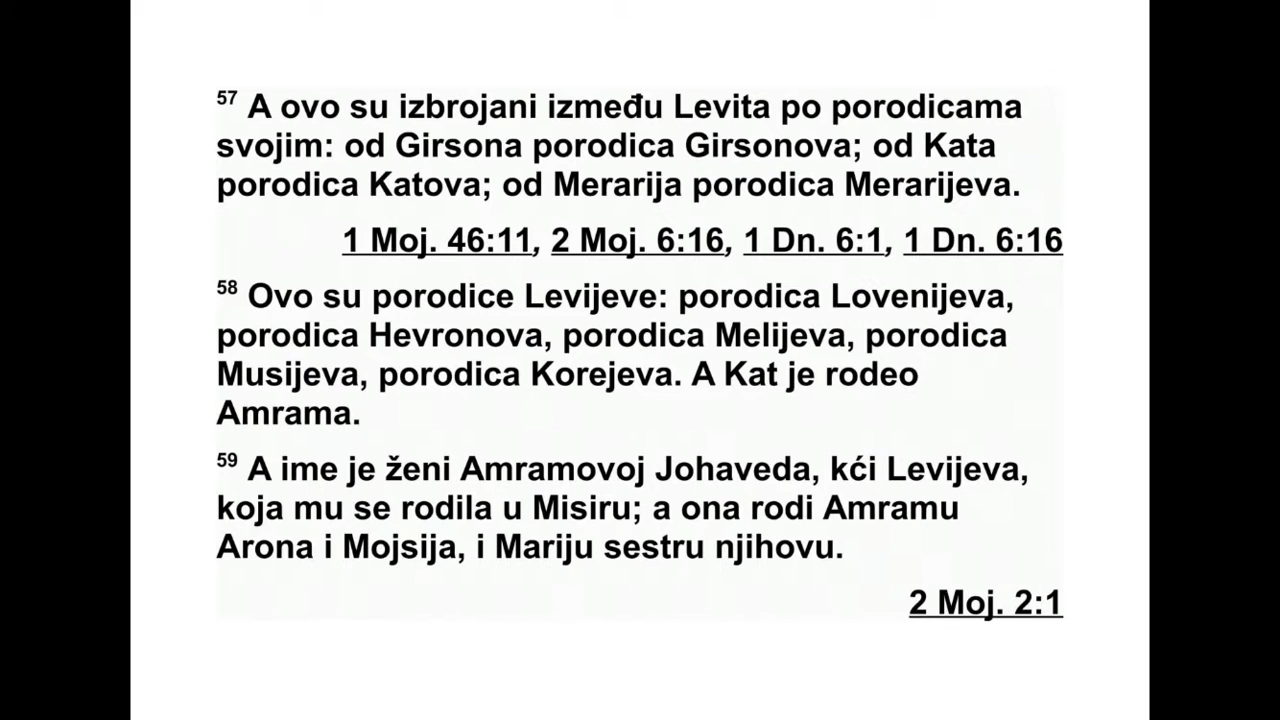 57 A ovo su izbrojani između Levita po porodicama
svojim: od Girsona porodica Girsonova; od Kata
porodica Katova; od Merarija porodica Merarijeva.
1 Moj. 46:11, 2 Moj. 6:16, 1 Dn. 6:1, 1 Dn. 6:16
58 Ovo su porodice Levijeve: porodica Lovenijeva,
porodica Hevronova, porodica Melijeva, porodica
Musijeva, porodica Korejeva. A Kat je rodeo
Amrama.
59 A ime je ženi Amramovoj Johaveda, kći Levijeva,
koja mu se rodila u Misiru; a ona rodi Amramu
Arona i Mojsija, i Mariju sestru njihovu.
2 Moj. 2:1